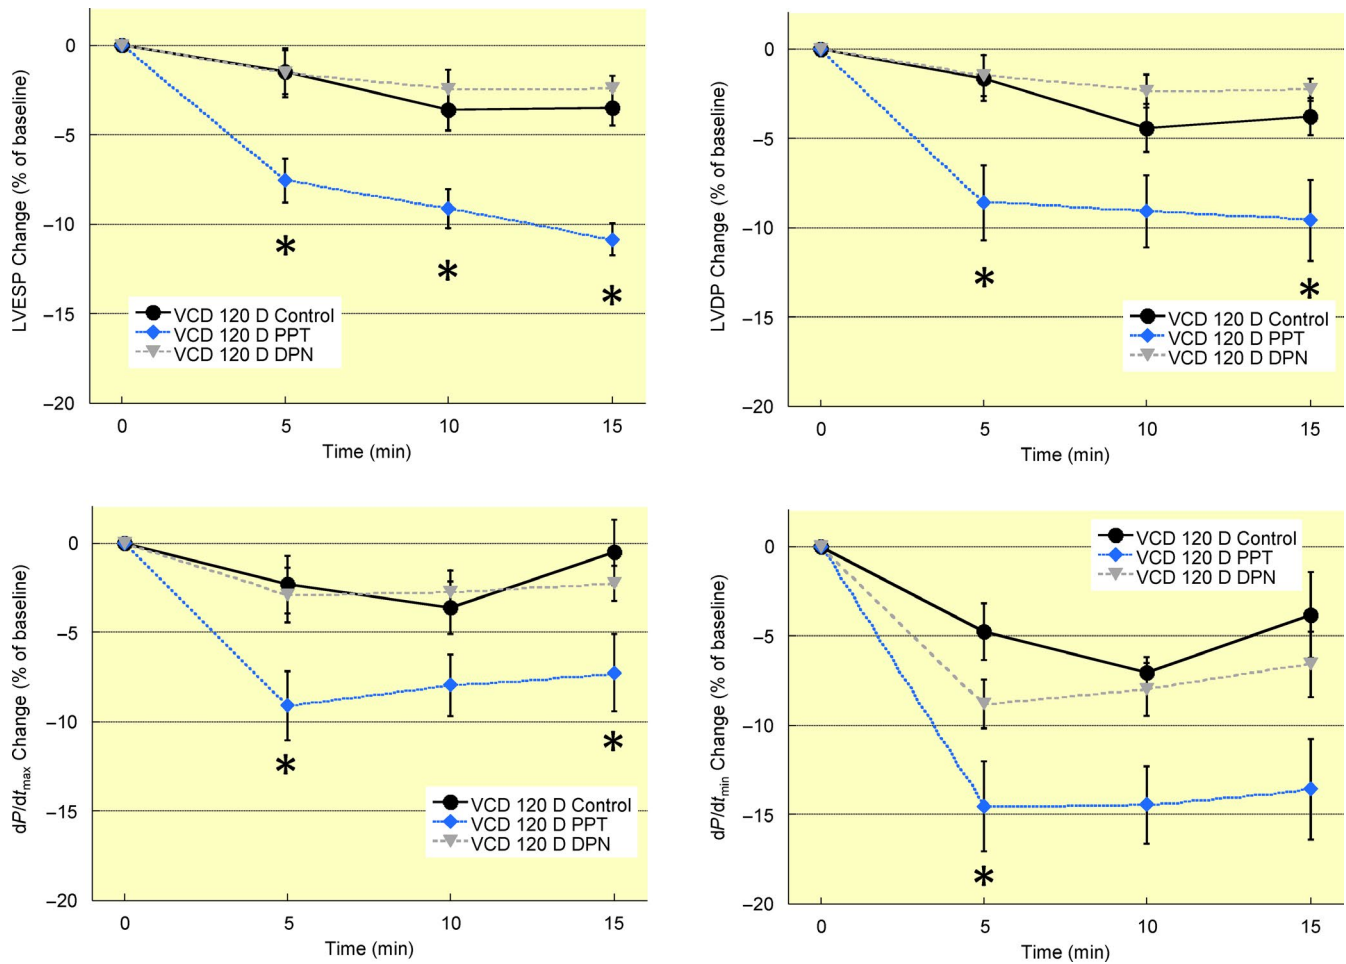 LVESP Change (% of baseline)
0
–5
–10
–15
–20
*
*
*
VCD 120 D Control
VCD 120 D PPT
VCD 120 D DPN
0 5 10 15
Time (min)
LVDP Change (% of baseline)
0
–5
–10
–15
–20
*
*
VCD 120 D Control
VCD 120 D PPT
VCD 120 D DPN
0 5 10 15
Time (min)
dP/dtmax Change (% of baseline)
0
–5
–10
–15
–20
*
*
VCD 120 D Control
VCD 120 D PPT
VCD 120 D DPN
0 5 10 15
Time (min)
dP/dtmin Change (% of baseline)
0
–5
–10
–15
–20
VCD 120 D Control
VCD 120 D PPT
VCD 120 D DPN
*
0 5 10 15
Time (min)